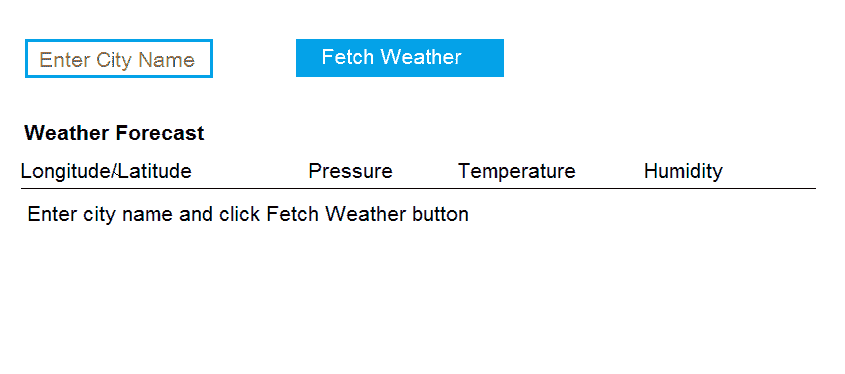 Enter City Name Fetch Weather
Weather Forecast
Longitude/Latitude Pressure Temperature Humidity
Enter city name and click Fetch Weather button